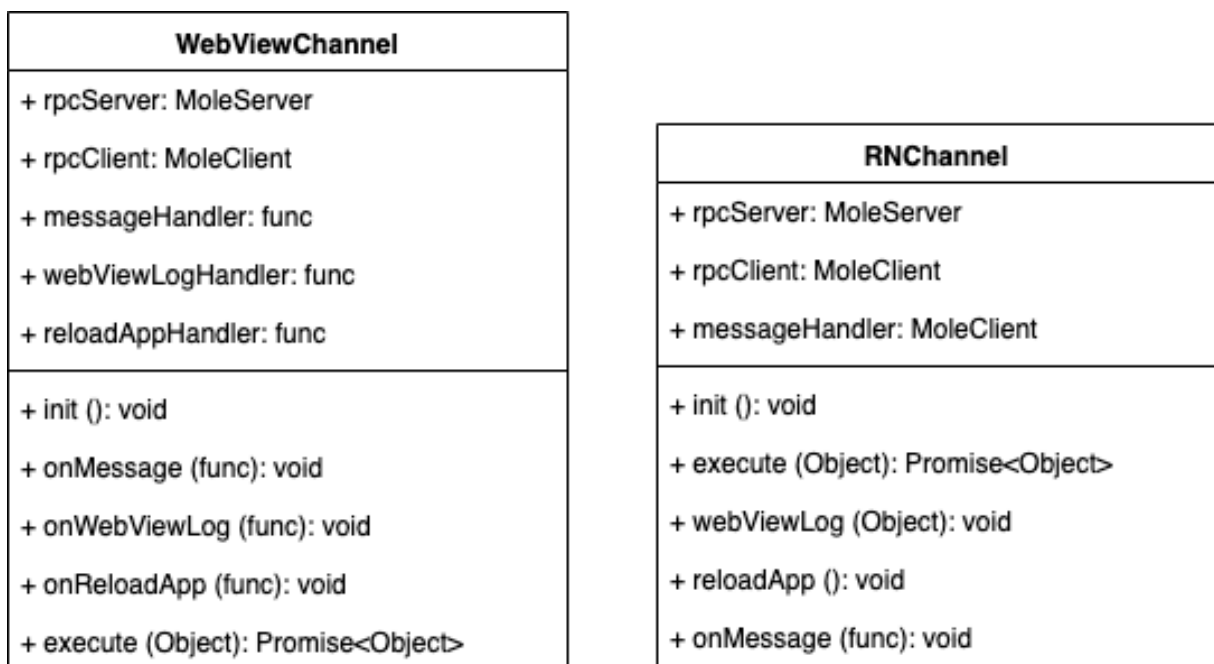 WebViewChannel
+ rpcServer: MoleServer
+ rpcClient: MoleClient
+ messageHandler: func
+ webViewLogHandler: func
+ reloadAppHandler: func
+ init (): void
+ onMessage (func): void
+ onWebViewLog (func): void
+ onReloadApp (func): void
+ execute (Object): Promise<Object>
RNChannel
+ rpcServer: MoleServer
+ rpcClient: MoleClient
+ messageHandler: MoleClient
+ init (): void
+ execute (Object): Promise<Object>
+ webViewLog (Object): void
+ reloadApp (): void
+ onMessage (func): void